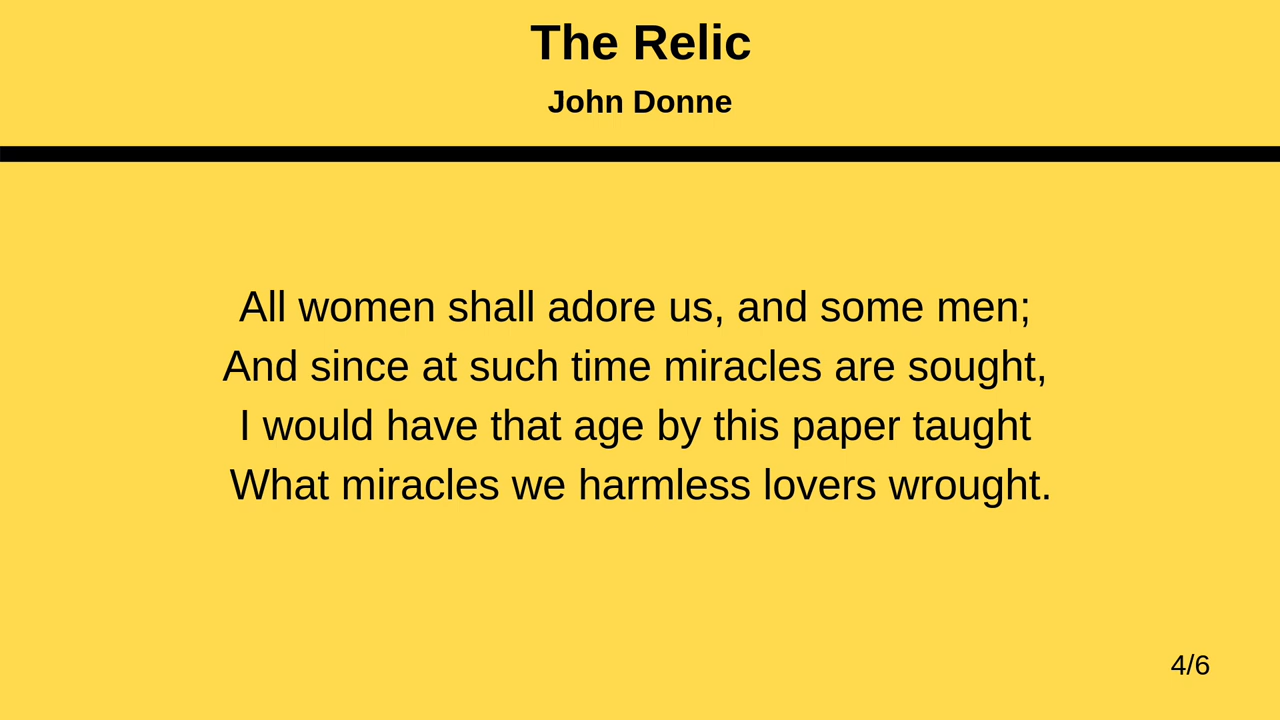 The Relic
John Donne
All women shall adore us, and some men;
And since at such time miracles are sought,
I would have that age by this paper taught
What miracles we harmless lovers wrought.
4/6